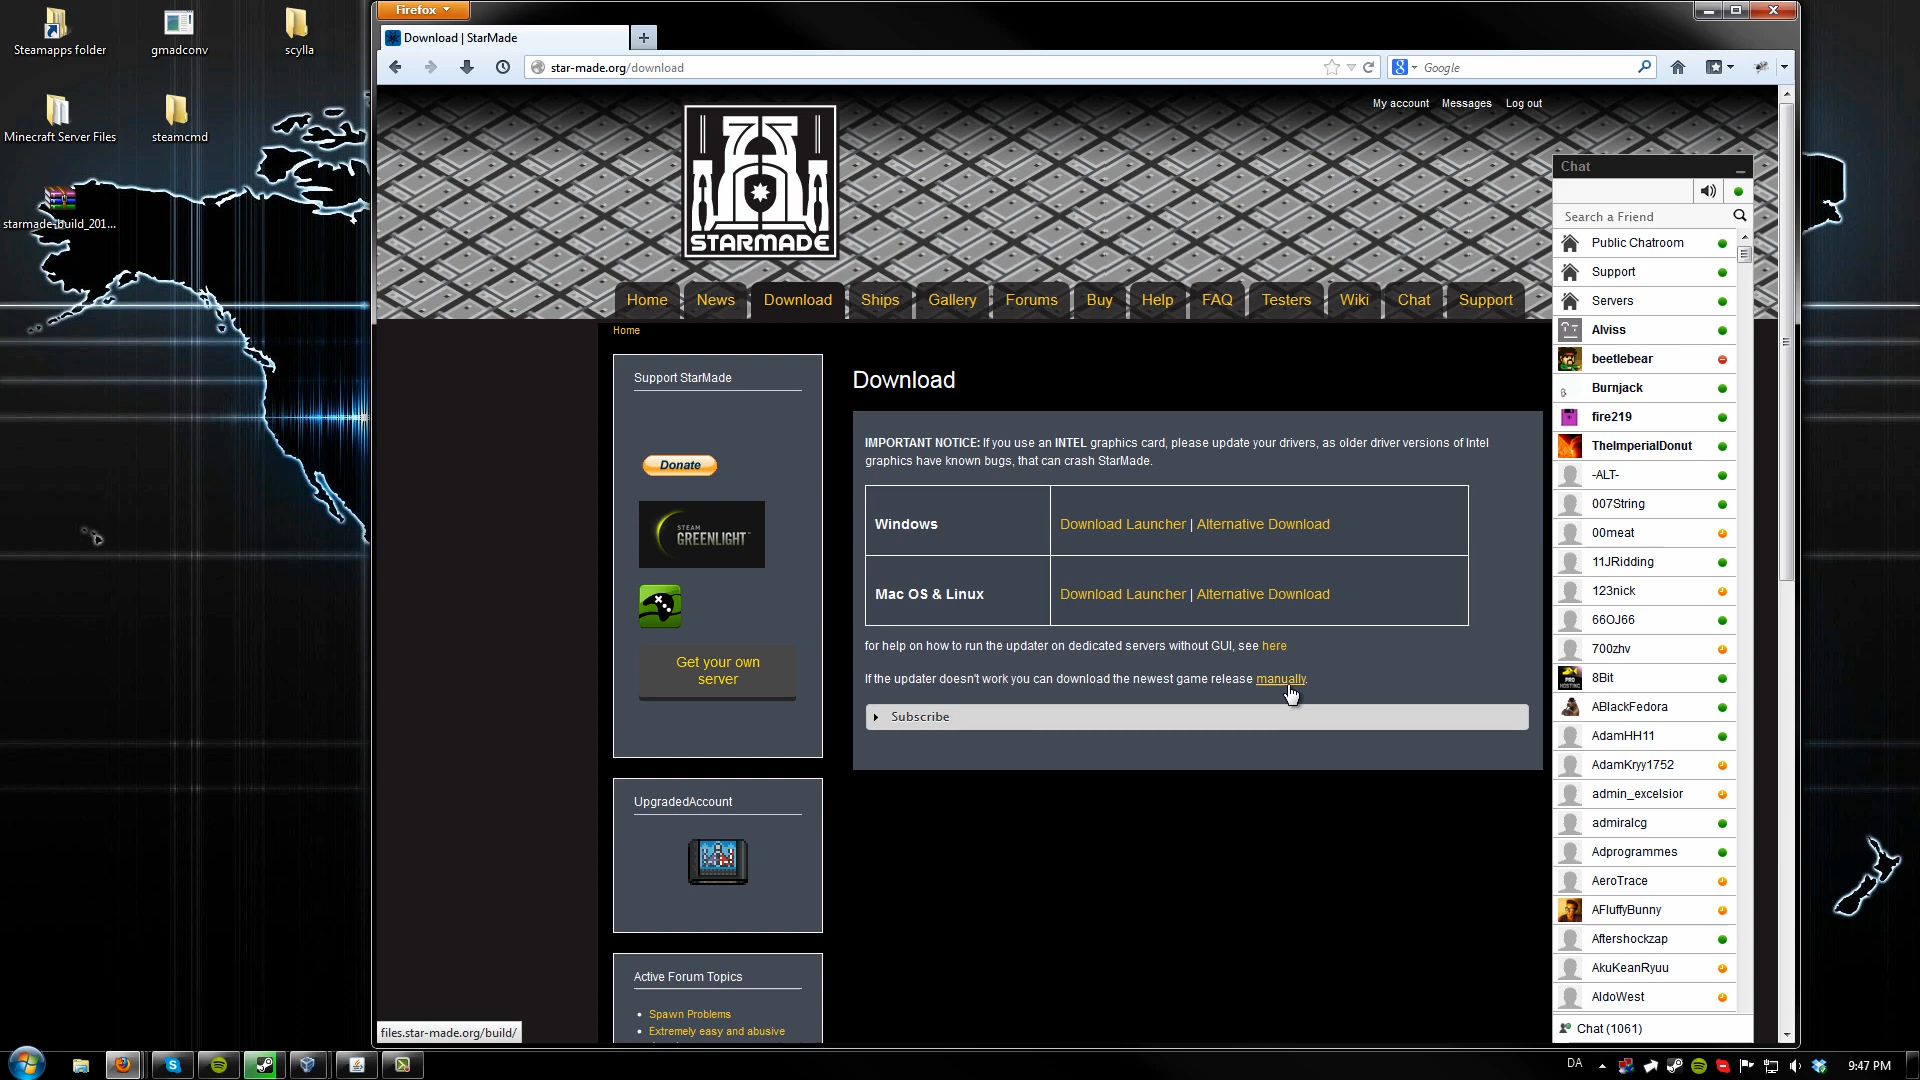 Steamapps folder
gmadconv
scylla
Minecraft Server Files
steamcmd
starmade-build_201...
Firefox
Download | StarMade
star-made.org/download
Google
My account Messages Log out
STARMADE
Home News Download Ships Gallery Forums Buy Help FAQ Testers Wiki Chat Support
Home
Support StarMade
Donate
STEAM
GREENLIGHT
Get your own
server
UpgradedAccount
Active Forum Topics
Spawn Problems
Extremely easy and abusive
Download
IMPORTANT NOTICE: If you use an INTEL graphics card, please update your drivers, as older driver versions of Intel
graphics have known bugs, that can crash StarMade.
Windows Download Launcher | Alternative Download
Mac OS & Linux Download Launcher | Alternative Download
for help on how to run the updater on dedicated servers without GUI, see here
If the updater doesn't work you can download the newest game release manually.
Subscribe
Chat
Search a Friend
Public Chatroom
Support
Servers
Alviss
beetlebear
Burnjack
fire219
TheImperialDonut
-ALT-
007String
00meat
11JRidding
123nick
66OJ66
700zhv
8Bit
ABlackFedora
AdamHH11
AdamKryy1752
admin_excelsior
admiralcg
Adprogrammes
AeroTrace
AFluffyBunny
Aftershockzap
AkuKeanRyuu
AldoWest
Chat (1061)
files.star-made.org/build/
DA
9:47 PM